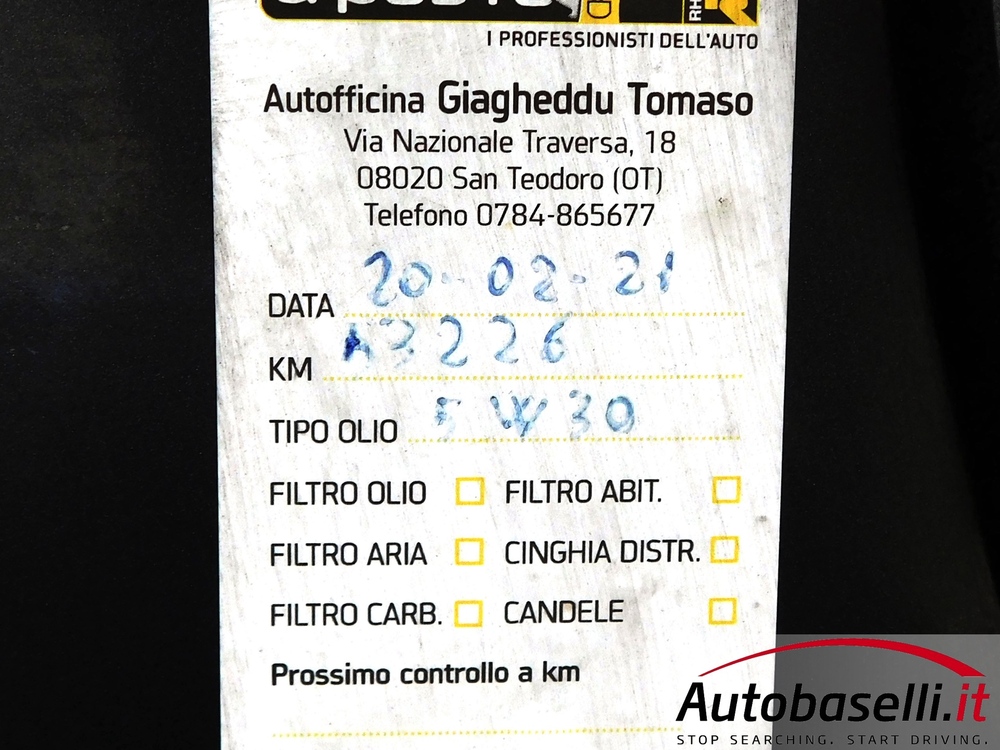 RH
I PROFESSIONISTI DELL'AUTO
Autofficina Giagheddu Tomaso
Via Nazionale Traversa, 18
08020 San Teodoro (OT)
Telefono 0784-865677
DATA 20-02-21
KM 13226
TIPO OLIO 5W30
FILTRO OLIO FILTRO ABIT.
FILTRO ARIA CINGHIA DISTR.
FILTRO CARB. CANDELE
Prossimo controllo a km
Autobaselli.it
STOP SEARCHING. START DRIVING.